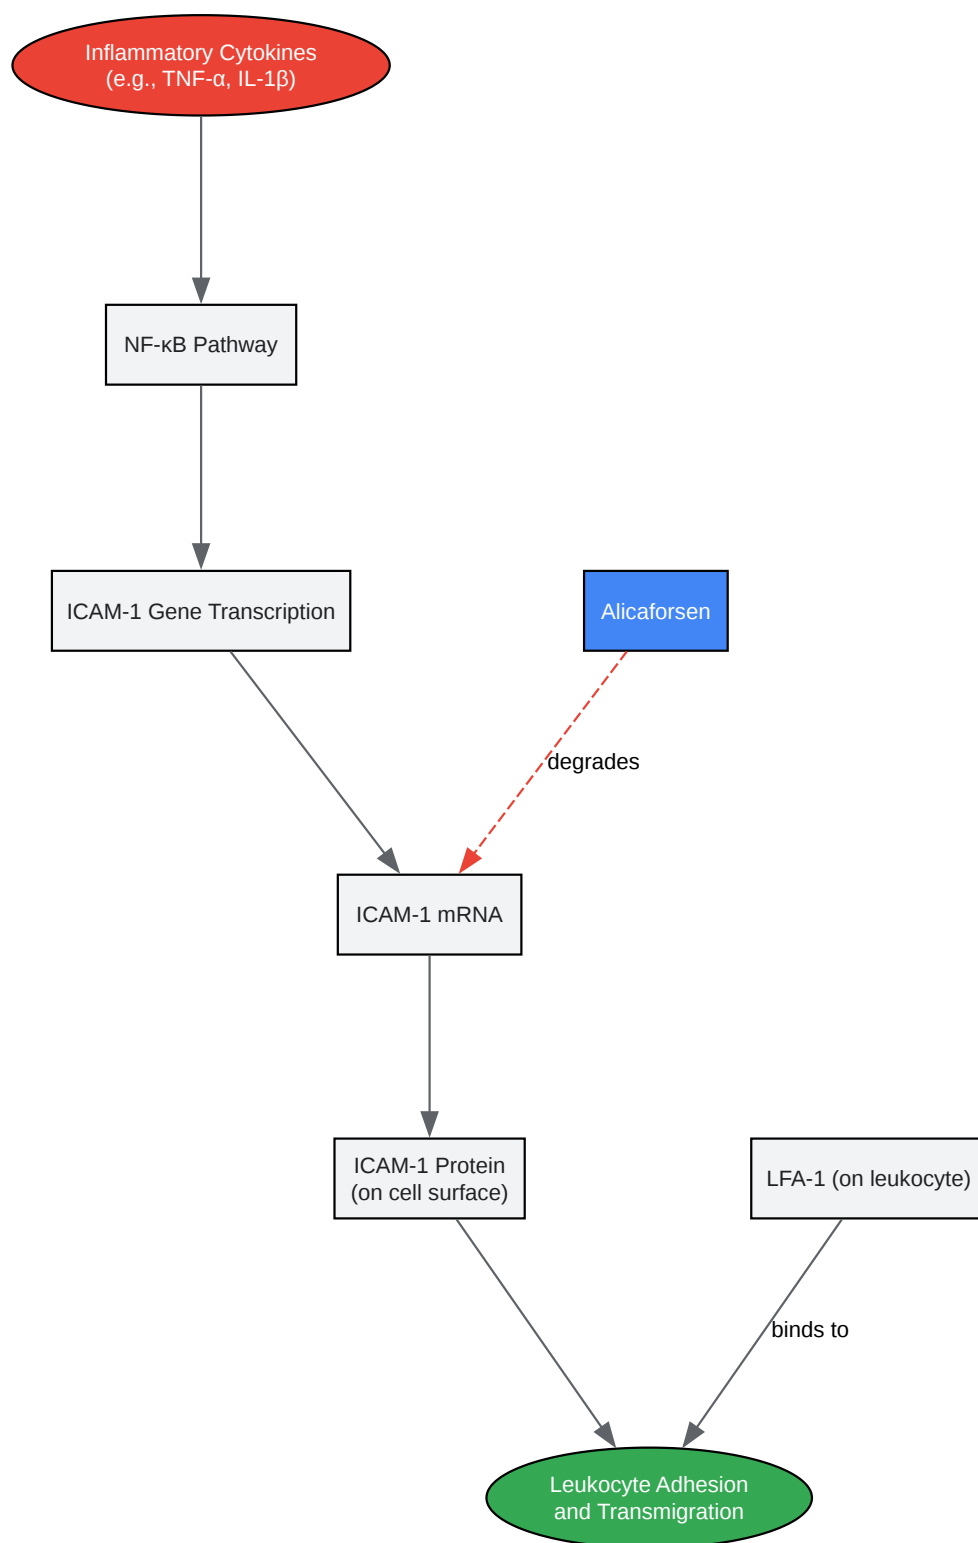 Inflammatory Cytokines
(e.g., TNF-α, IL-1β)
NF-κB Pathway
ICAM-1 Gene Transcription
Alicaforsen
degrades
ICAM-1 mRNA
ICAM-1 Protein
(on cell surface)
LFA-1 (on leukocyte)
binds to
Leukocyte Adhesion
and Transmigration